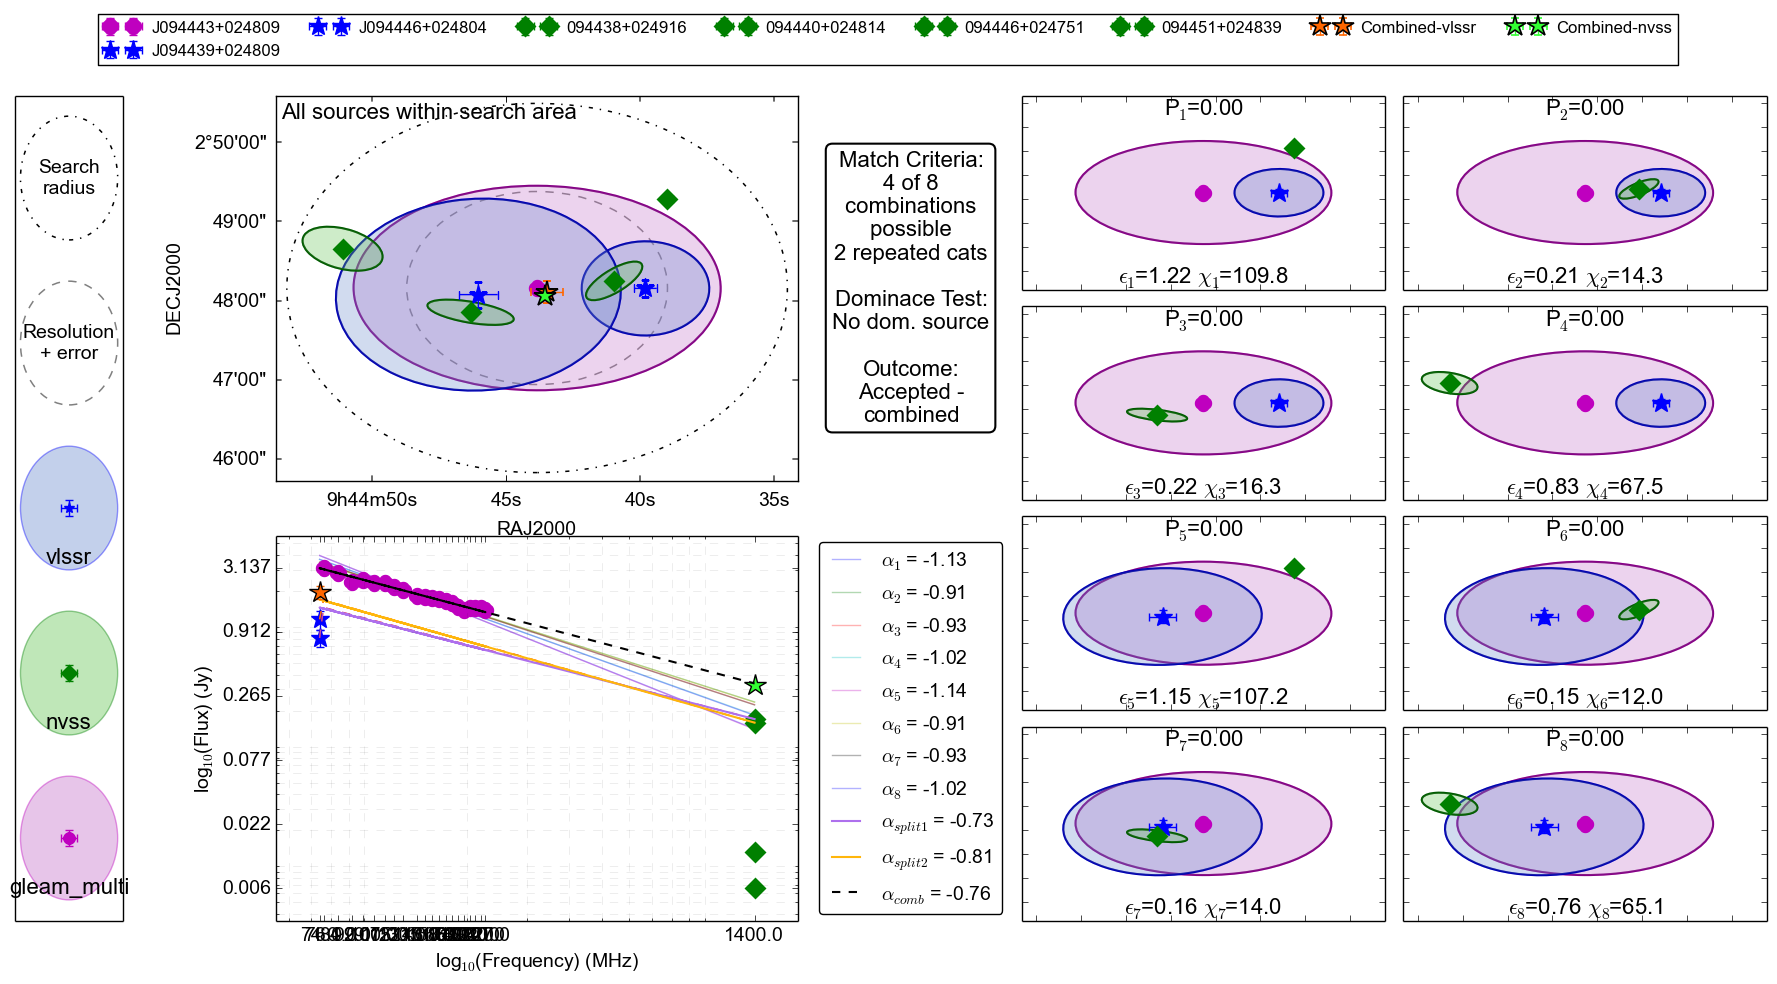 J094443+024809
J094446+024804
094438+024916
094440+024814
094446+024751
094451+024839
Combined-vlssr
Combined-nvss
J094439+024809
Search
radius
Resolution
+ error
vlssr
nvss
gleam_multi
All sources within search area
DECJ2000
2°50'00"
49'00"
48'00"
47'00"
46'00"
9h44m50s
45s
40s
35s
RAJ2000
Match Criteria:
4 of 8
combinations
possible
2 repeated cats
Dominace Test:
No dom. source
Outcome:
Accepted -
combined
log10(Flux) (Jy)
3.137
0.912
0.265
0.077
0.022
0.006
1400.0
log10(Frequency) (MHz)
α1 = -1.13
α2 = -0.91
α3 = -0.93
α4 = -1.02
α5 = -1.14
α6 = -0.91
α7 = -0.93
α8 = -1.02
αsplit1 = -0.73
αsplit2 = -0.81
αcomb = -0.76
P1=0.00
ϵ1=1.22 χ1=109.8
P2=0.00
ϵ2=0.21 χ2=14.3
P3=0.00
ϵ3=0.22 χ3=16.3
P4=0.00
ϵ4=0.83 χ4=67.5
P5=0.00
ϵ5=1.15 χ5=107.2
P6=0.00
ϵ6=0.15 χ6=12.0
P7=0.00
ϵ7=0.16 χ7=14.0
P8=0.00
ϵ8=0.76 χ8=65.1